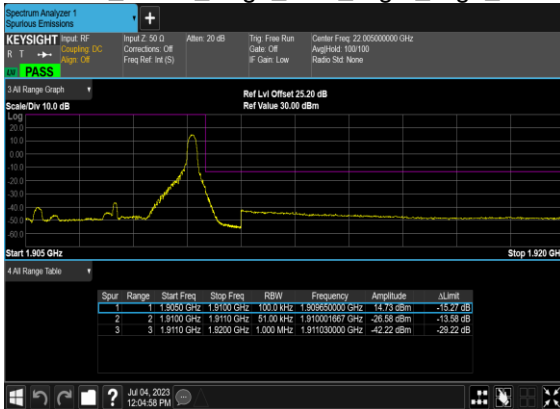 Spectrum Analyzer 1
Spurious Emissions
+
KEYSIGHT Input: RF Input Z: 50 Ω Atten: 20 dB Trig: Free Run Center Freq: 22.005000000 GHz
R T Coupling: DC Corrections: Off Gate: Off Avg|Hold: 100/100
Align: Off Freq Ref: Int (S) IF Gain: Low Radio Std: None
PASS
3 All Range Graph
Ref Lvl Offset 25.20 dB
Scale/Div 10.0 dB Ref Value 30.00 dBm
Log
20.0
10.0
0.00
-10.0
-20.0
-30.0
-40.0
-50.0
-60.0
Start 1.905 GHz Stop 1.920 GH
4 All Range Table
Spur Range Start Freq Stop Freq RBW Frequency Amplitude ΔLimit
1 1 1.9050 GHz 1.9100 GHz 100.0 kHz 1.909650000 GHz 14.73 dBm -15.27 dB
2 2 1.9100 GHz 1.9110 GHz 51.00 kHz 1.910001667 GHz -26.58 dBm -13.58 dB
3 3 1.9110 GHz 1.9200 GHz 1.000 MHz 1.911030000 GHz -42.22 dBm -29.22 dB
? Jul 04, 2023
12:04:58 PM